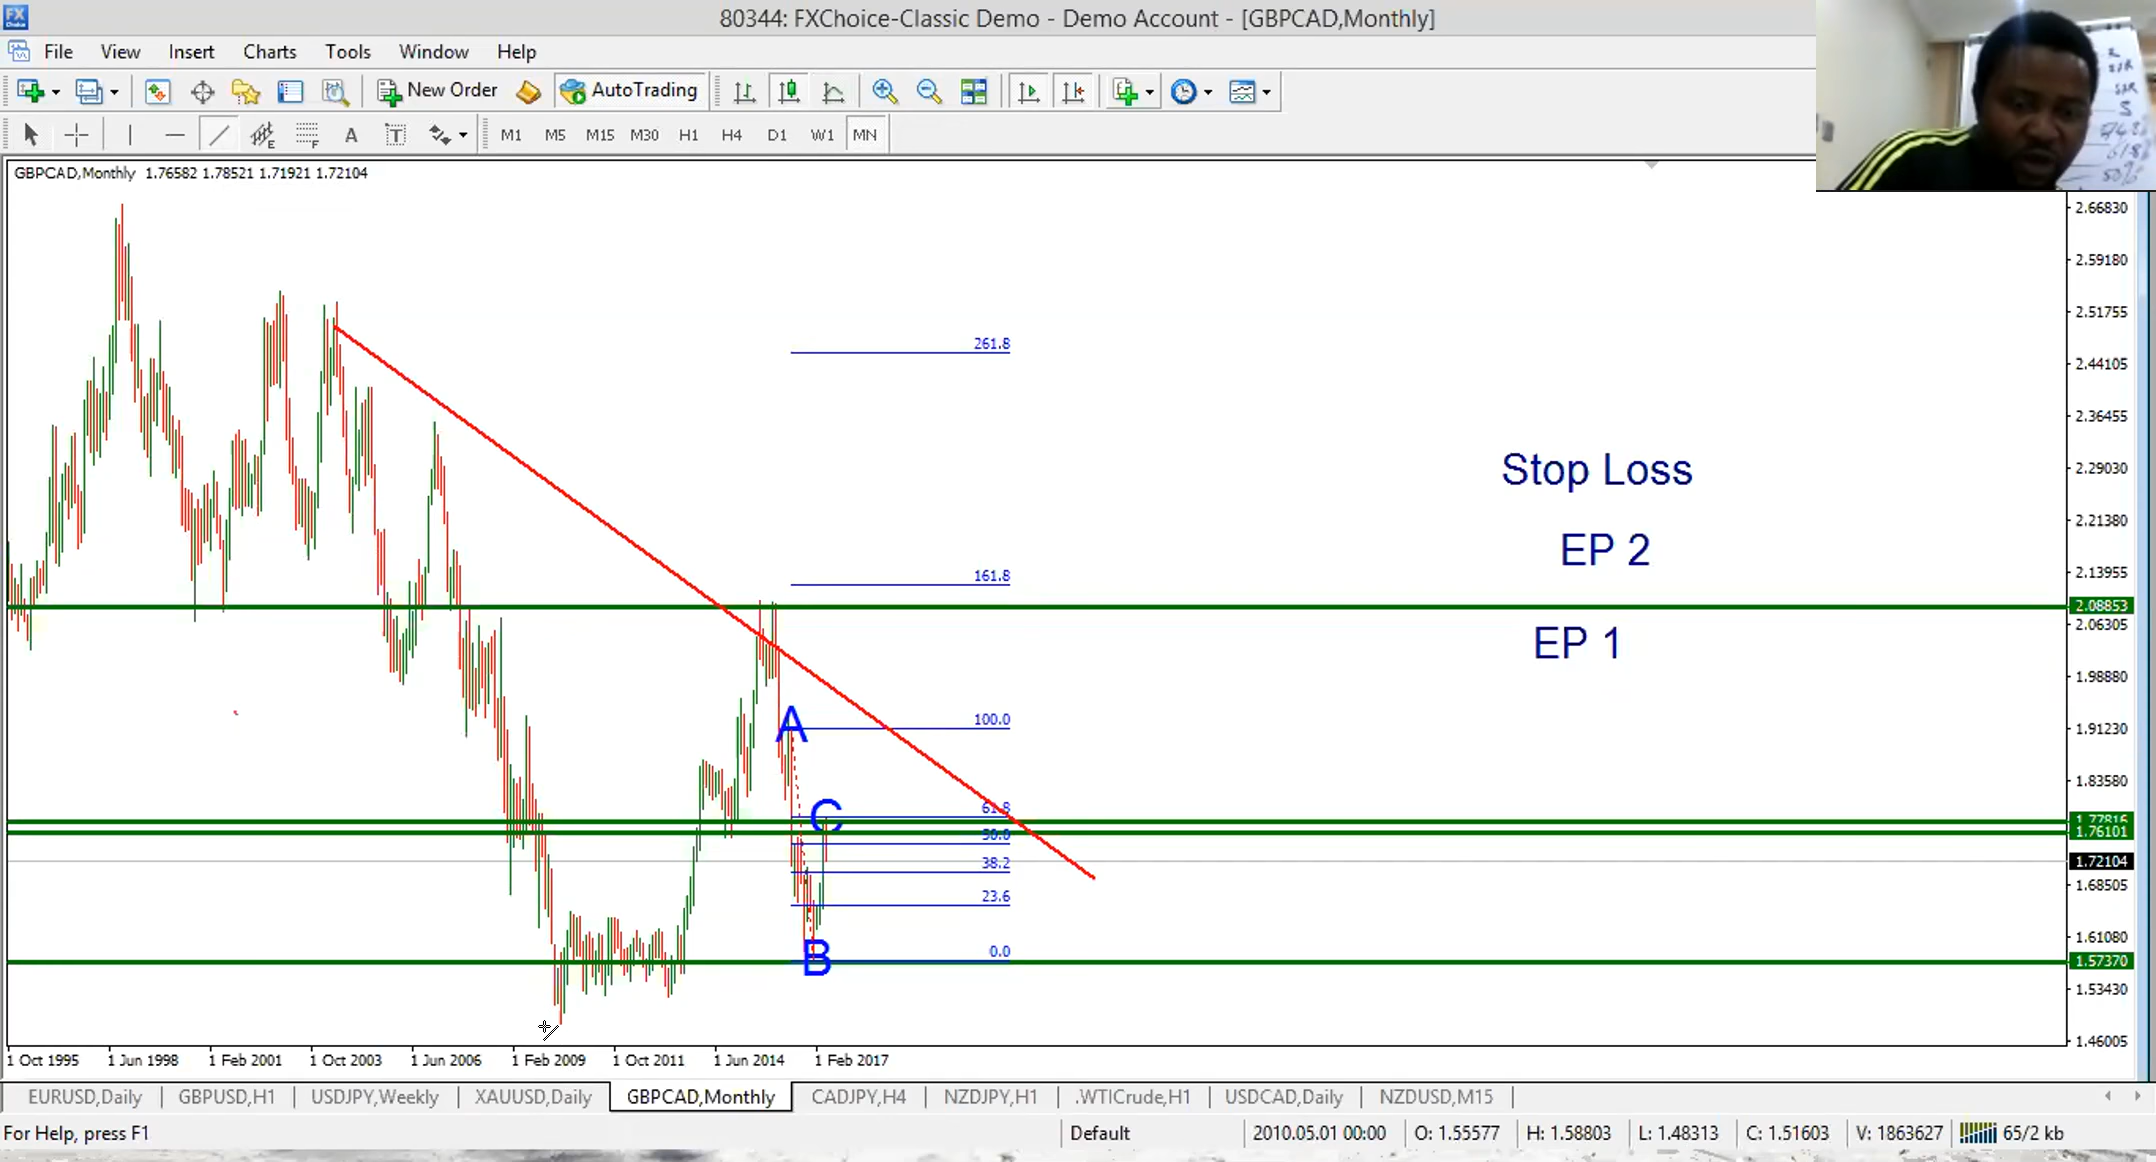 FX
Choice
80344: FXChoice-Classic Demo - Demo Account - [GBPCAD,Monthly]
File View Insert Charts Tools Window Help
New Order AutoTrading
E F A T M1 M5 M15 M30 H1 H4 D1 W1 MN
GBPCAD,Monthly 1.76582 1.78521 1.71921 1.72104
2.66830
2.59180
2.51755
261.8
2.44105
2.36455
Stop Loss
2.29030
2.21380
EP 2
161.8
2.13955
2.08853
2.06305
EP 1
1.98880
A
100.0
1.91230
1.83580
C
61.8
1.77816
1.76101
50.0
38.2
1.72104
23.6
1.68505
1.61080
B
0.0
1.57370
1.53430
1.46005
1 Oct 1995 1 Jun 1998 1 Feb 2001 1 Oct 2003 1 Jun 2006 1 Feb 2009 1 Oct 2011 1 Jun 2014 1 Feb 2017
EURUSD,Daily GBPUSD,H1 USDJPY,Weekly XAUUSD,Daily GBPCAD,Monthly CADJPY,H4 NZDJPY,H1 .WTICrude,H1 USDCAD,Daily NZDUSD,M15
For Help, press F1 Default 2010.05.01 00:00 O: 1.55577 H: 1.58803 L: 1.48313 C: 1.51603 V: 1863627 65/2 kb